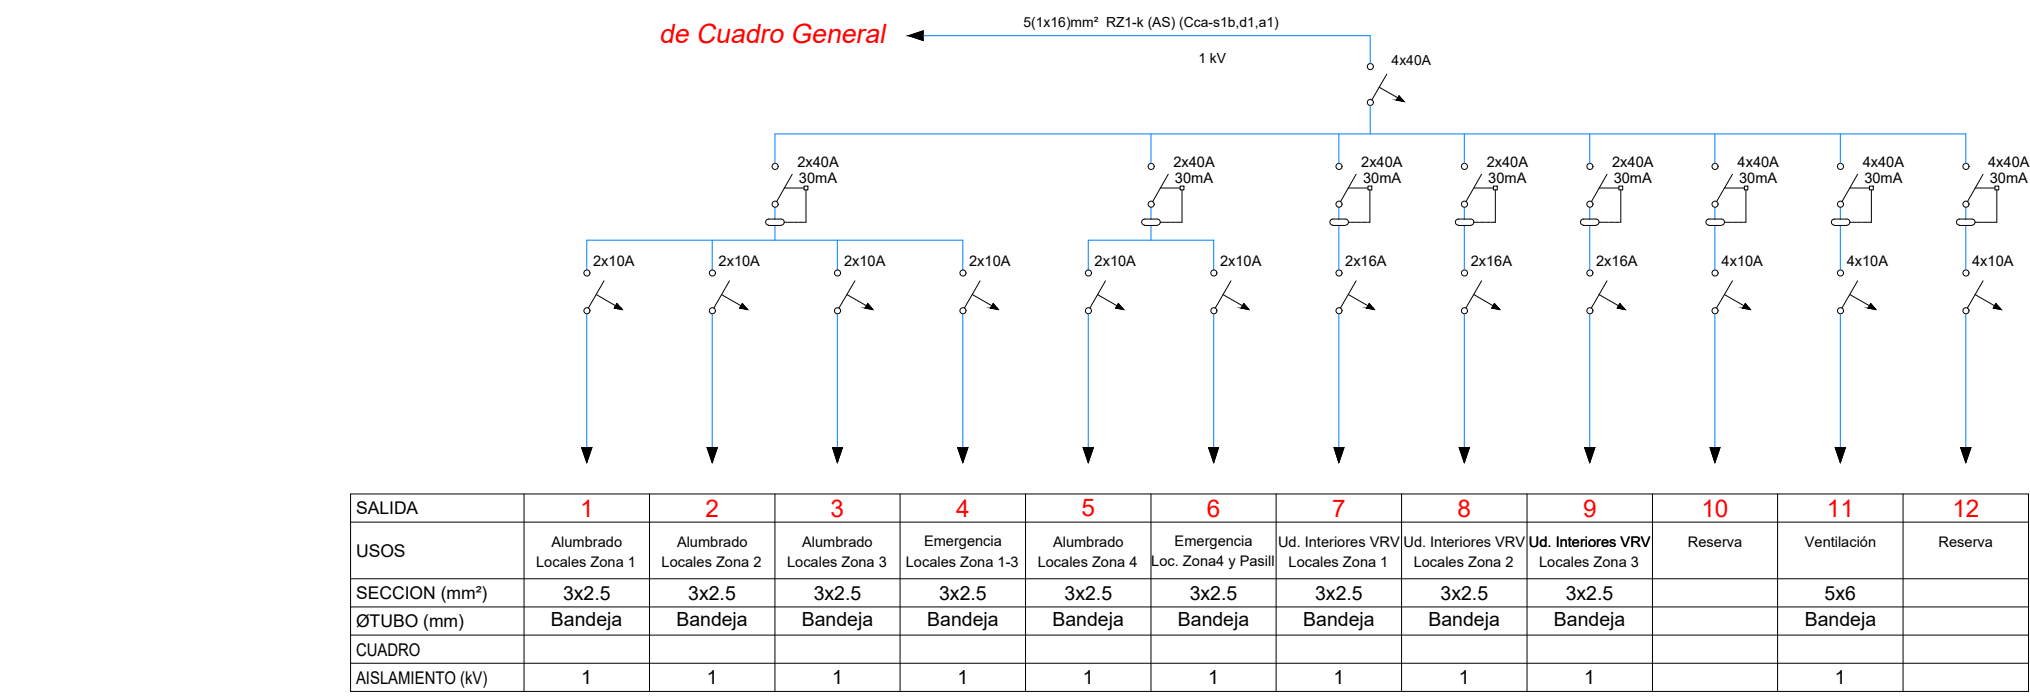 de Cuadro General
5(1x16)mm² RZ1-k (AS) (Cca-s1b,d1,a1)
1 kV
4x40A
2x40A 2x40A 2x40A 2x40A 2x40A 4x40A 4x40A 4x40A
30mA 30mA 30mA 30mA 30mA 30mA 30mA 30mA
2x10A 2x10A 2x10A 2x10A 2x10A 2x10A 2x16A 2x16A 2x16A 4x10A 4x10A 4x10A
SALIDA 1 2 3 4 5 6 7 8 9 10 11 12
USOS
Alumbrado Alumbrado Alumbrado Emergencia Alumbrado Emergencia Ud. Interiores VRV Ud. Interiores VRV Ud. Interiores VRV Reserva Ventilación Reserva
Locales Zona 1 Locales Zona 2 Locales Zona 3 Locales Zona 1-3 Locales Zona 4 Loc. Zona4 y Pasill Locales Zona 1 Locales Zona 2 Locales Zona 3
SECCION (mm²) 3x2.5 3x2.5 3x2.5 3x2.5 3x2.5 3x2.5 3x2.5 3x2.5 3x2.5 5x6
ØTUBO (mm) Bandeja Bandeja Bandeja Bandeja Bandeja Bandeja Bandeja Bandeja Bandeja Bandeja
CUADRO
AISLAMIENTO (kV) 1 1 1 1 1 1 1 1 1 1